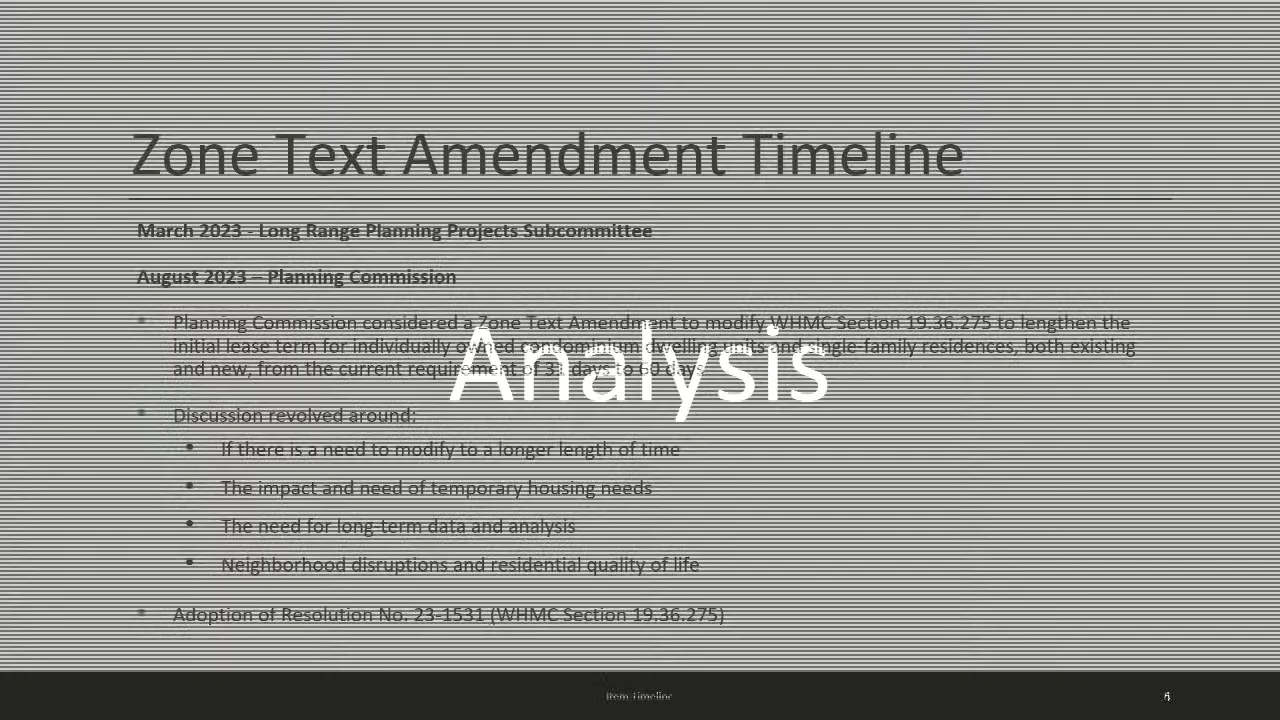 Zone Text Amendment Timeline
March 2023 - Long Range Planning Projects Subcommittee
August 2023 – Planning Commission
Planning Commission considered a Zone Text Amendment to modify WHMC Section 19.36.275 to lengthen the
initial lease term for individually owned condominium dwelling units and single-family residences, both existing
and new, from the current requirement of 31 days to 60 days
Analysis
Discussion revolved around:
If there is a need to modify to a longer length of time
The impact and need of temporary housing needs
The need for long-term data and analysis
Neighborhood disruptions and residential quality of life
Adoption of Resolution No. 23-1531 (WHMC Section 19.36.275)
Item Timeline